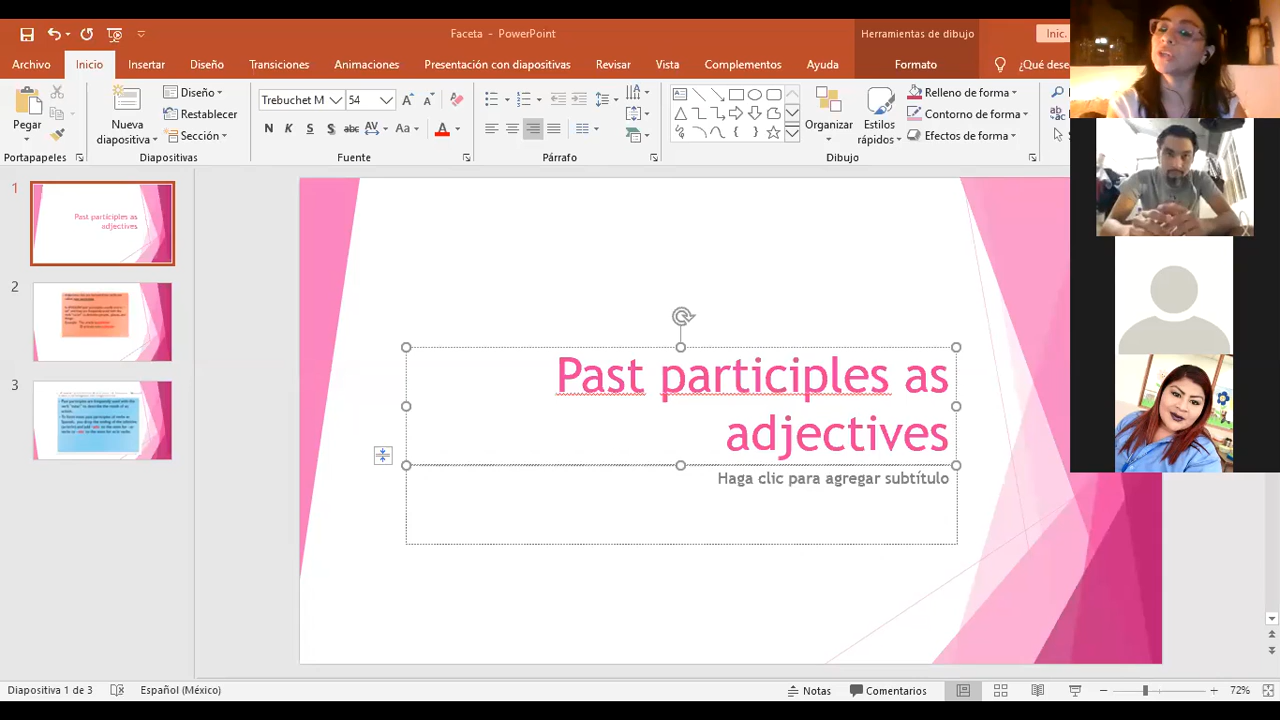 Faceta - PowerPoint
Herramientas de dibujo
Inic.
Archivo
Inicio
Insertar
Diseño
Transiciones
Animaciones
Presentación con diapositivas
Revisar
Vista
Complementos
Ayuda
Formato
¿Qué dese
Pegar
Portapapeles
Nueva
diapositiva
Diseño
Restablecer
Sección
Diapositivas
Trebuchet M
54
N K S S abc AV Aa A
Fuente
Párrafo
Organizar
Estilos
rápidos
Relleno de forma
Contorno de forma
Efectos de forma
Dibujo
1
Past participles as
adjectives
2
3
Past participles as
adjectives
Haga clic para agregar subtítulo
Diapositiva 1 de 3
Español (México)
Notas
Comentarios
72%